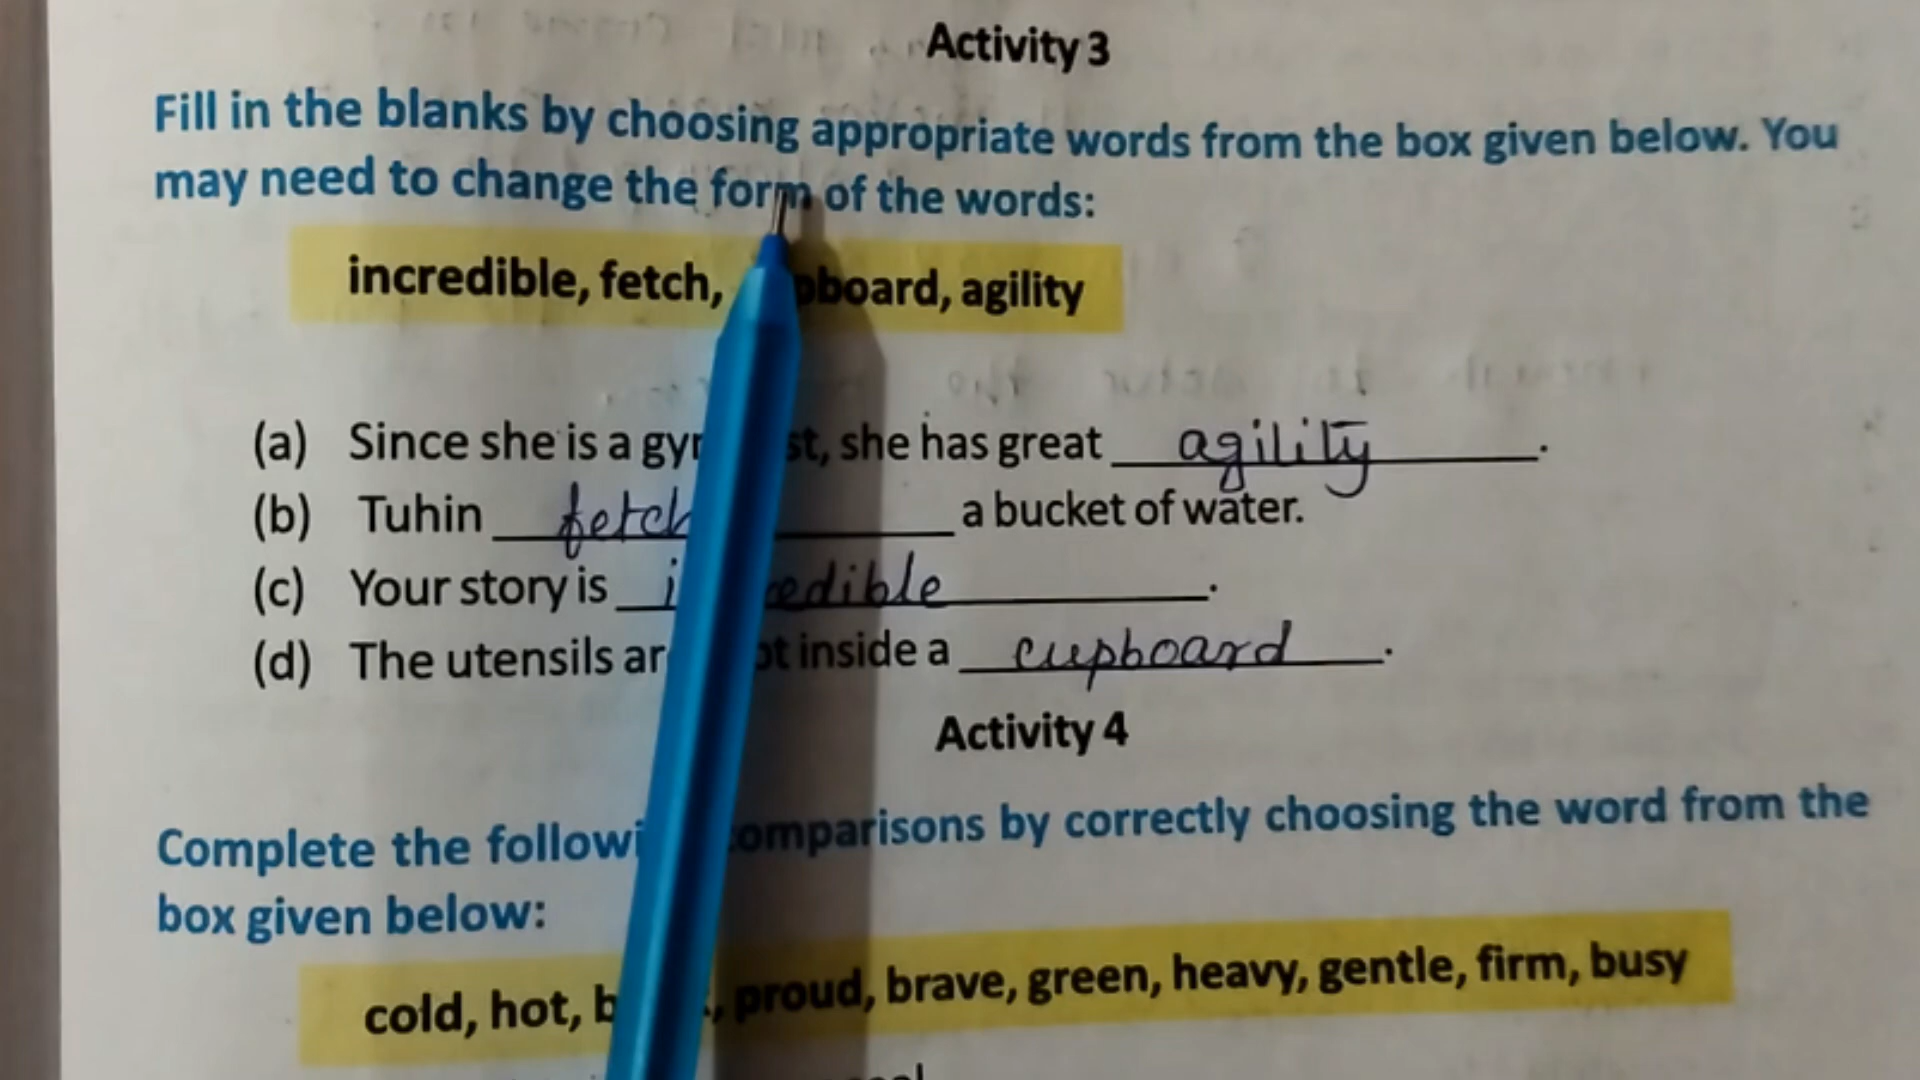 Activity 3
Fill in the blanks by choosing appropriate words from the box given below. You
may need to change the form of the words:
incredible, fetch, board, agility
(a) Since she is a gy st, she has great agility.
(b) Tuhin fetch a bucket of water.
(c) Your story is i edible.
(d) The utensils ar inside a cupboard.
Activity 4
Complete the followi omparisons by correctly choosing the word from the
box given below:
cold, hot, b , proud, brave, green, heavy, gentle, firm, busy